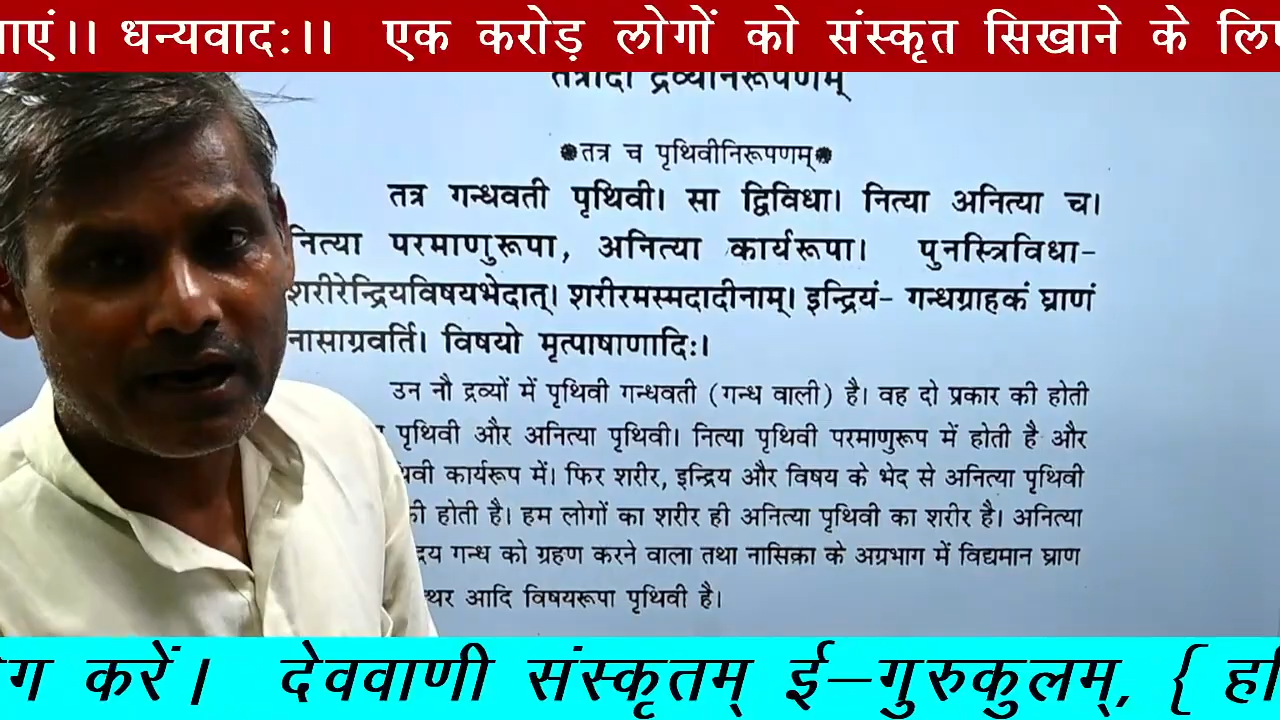 धन्यवादः।। एक करोड़ लोगों को संस्कृत सिखाने के
तत्रादौ द्रव्यनिरूपणम्
तत्र च पृथिवीनिरूपणम्
तत्र गन्धवती पृथिवी। सा द्विविधा। नित्या अनित्या च।
नित्या परमाणुरूपा, अनित्या कार्यरूपा। पुनस्त्रिविधा-
शरीरेन्द्रियविषयभेदात्। शरीरमस्मदादीनाम्। इन्द्रियं- गन्धग्राहकं घ्राणं
नासाग्रवर्ति। विषयो मृत्पाषाणादिः।
उन नौ द्रव्यों में पृथिवी गन्धवती (गन्ध वाली) है। वह दो प्रकार की होती
पृथिवी और अनित्या पृथिवी। नित्या पृथिवी परमाणुरूप में होती है और
कार्यरूप में। फिर शरीर, इन्द्रिय और विषय के भेद से अनित्या पृथिवी
की होती है। हम लोगों का शरीर ही अनित्या पृथिवी का शरीर है। अनित्या
गन्ध को ग्रहण करने वाला तथा नासिका के अग्रभाग में विद्यमान घ्राण
आदि विषयरूपा पृथिवी है।
करें। देववाणी संस्कृतम् ई-गुरुकुलम्, {